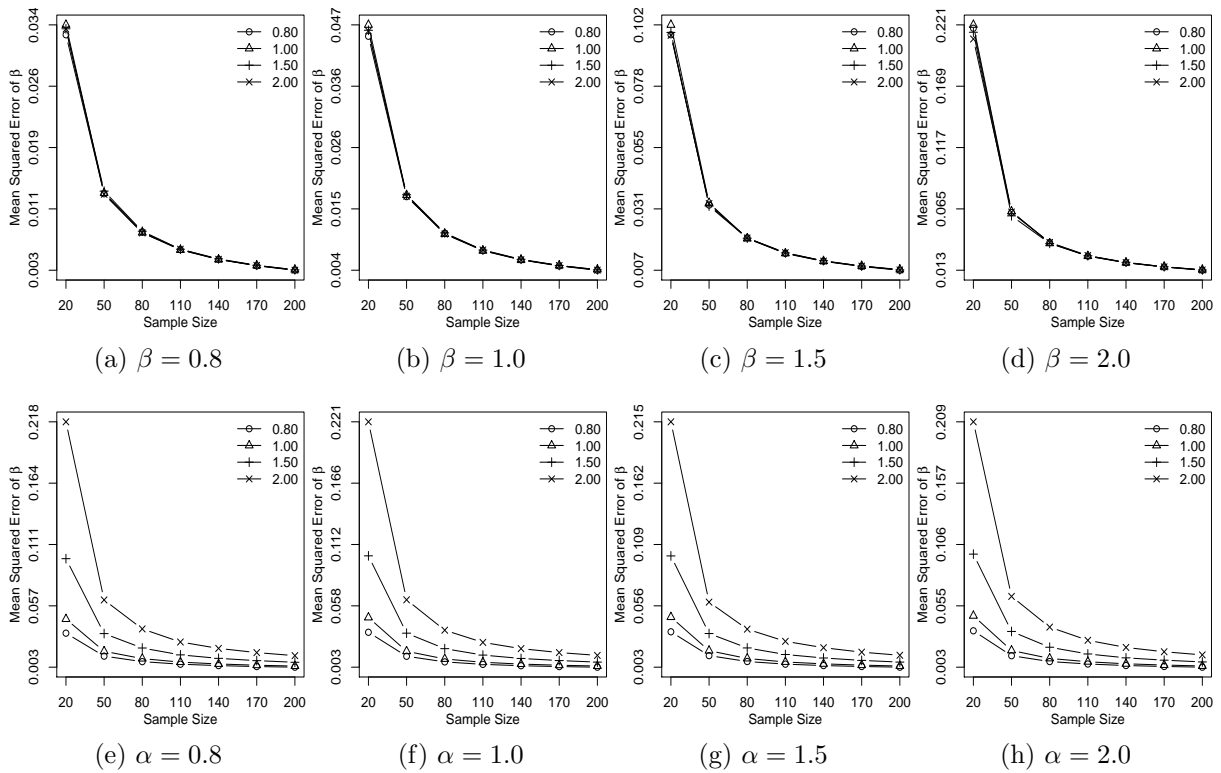 0.034 0.026 0.019 0.011 0.003
Mean Squared Error of β
0.80
1.00
1.50
2.00
20 50 80 110 140 170 200
Sample Size
(a) β = 0.8
0.047 0.036 0.026 0.015 0.004
Mean Squared Error of β
0.80
1.00
1.50
2.00
20 50 80 110 140 170 200
Sample Size
(b) β = 1.0
0.102 0.078 0.055 0.031 0.007
Mean Squared Error of β
0.80
1.00
1.50
2.00
20 50 80 110 140 170 200
Sample Size
(c) β = 1.5
0.221 0.169 0.117 0.065 0.013
Mean Squared Error of β
0.80
1.00
1.50
2.00
20 50 80 110 140 170 200
Sample Size
(d) β = 2.0
0.218 0.164 0.111 0.057 0.003
Mean Squared Error of β
0.80
1.00
1.50
2.00
20 50 80 110 140 170 200
Sample Size
(e) α = 0.8
0.221 0.166 0.112 0.058 0.003
Mean Squared Error of β
0.80
1.00
1.50
2.00
20 50 80 110 140 170 200
Sample Size
(f) α = 1.0
0.215 0.162 0.109 0.056 0.003
Mean Squared Error of β
0.80
1.00
1.50
2.00
20 50 80 110 140 170 200
Sample Size
(g) α = 1.5
0.209 0.157 0.106 0.055 0.003
Mean Squared Error of β
0.80
1.00
1.50
2.00
20 50 80 110 140 170 200
Sample Size
(h) α = 2.0